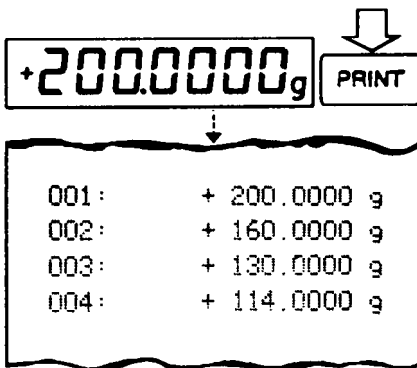 +200.0000g
PRINT
001: + 200.0000 g
002: + 160.0000 g
003: + 130.0000 g
004: + 114.0000 g